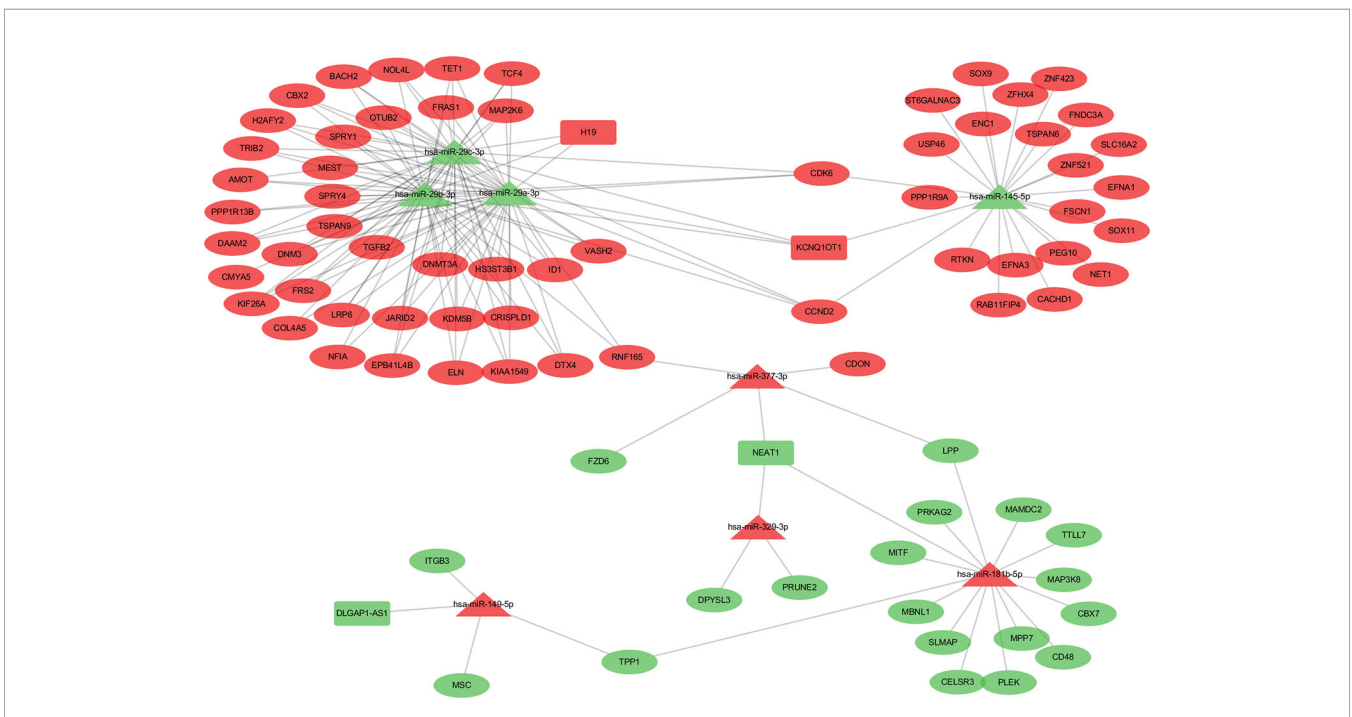 TET1
NOL4L
TCF4
BACH2
SOX9
ZNF423
CBX2
ZFHX4
ST6GALNAC3
FRAS1
MAP2K6
OTUB2
FNDC3A
H2AFY2
ENC1
H19
TSPAN6
SPRY1
USP46
SLC16A2
TRIB2
hsa-miR-29c-3p
ZNF521
MEST
CDK6
AMOT
EFNA1
hsa-miR-29b-3p
hsa-miR-29a-3p
SPRY4
PPP1R9A
hsa-miR-145-5p
PPP1R13B
FSCN1
TSPAN9
SOX11
DAAM2
TGFB2
KCNQ1OT1
VASH2
DNM3
PEG10
RTKN
EFNA3
DNMT3A
HS3ST3B1
ID1
NET1
CMYA5
FRS2
CACHD1
KIF26A
RAB11FIP4
LRP6
CCND2
JARID2
KDM5B
CRISPLD1
COL4A5
NFIA
RNF165
EPB41L4B
CDON
DTX4
ELN
KIAA1549
hsa-miR-377-3p
LPP
NEAT1
FZD6
MAMDC2
PRKAG2
hsa-miR-329-3p
TTLL7
MITF
ITGB3
hsa-miR-181b-5p
MAP3K8
PRUNE2
DPYSL3
hsa-miR-149-5p
MBNL1
DLGAP1-AS1
CBX7
MPP7
SLMAP
CD48
TPP1
CELSR3
PLEK
MSC